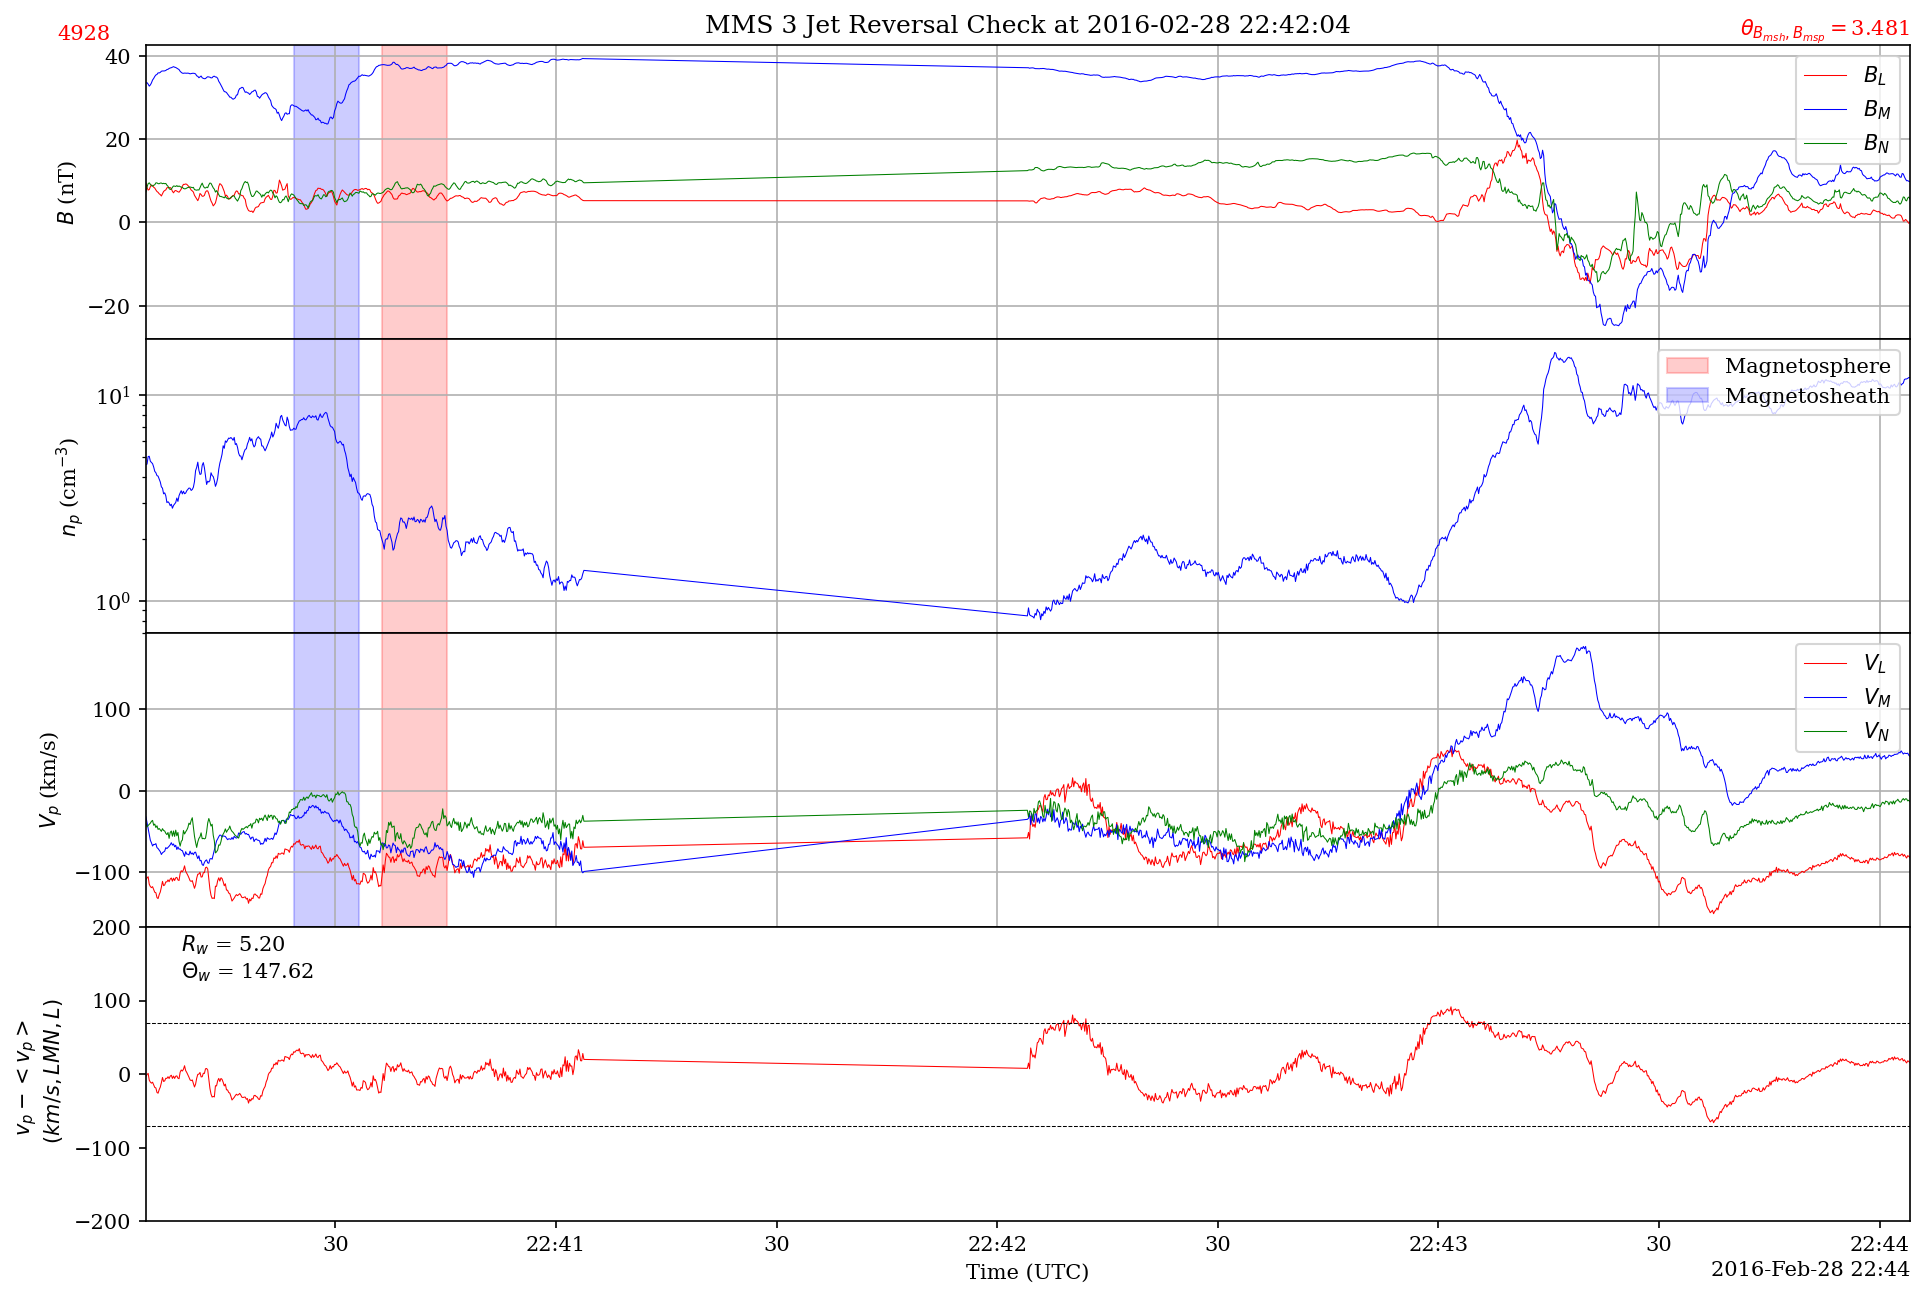 MMS 3 Jet Reversal Check at 2016-02-28 22:42:04
4928
θ_{B_{msh}, B_{msp}} = 3.481
40
20
0
−20
B (nT)
B_L
B_M
B_N
10^1
10^0
n_p (cm^{−3})
Magnetosphere
Magnetosheath
100
0
−100
V_p (km/s)
V_L
V_M
V_N
200
100
0
−100
−200
v_p − <v_p>
(km/s, LMN, L)
R_w = 5.20
Θ_w = 147.62
30
22:41
30
22:42
30
22:43
30
22:44
Time (UTC)
2016-Feb-28 22:44